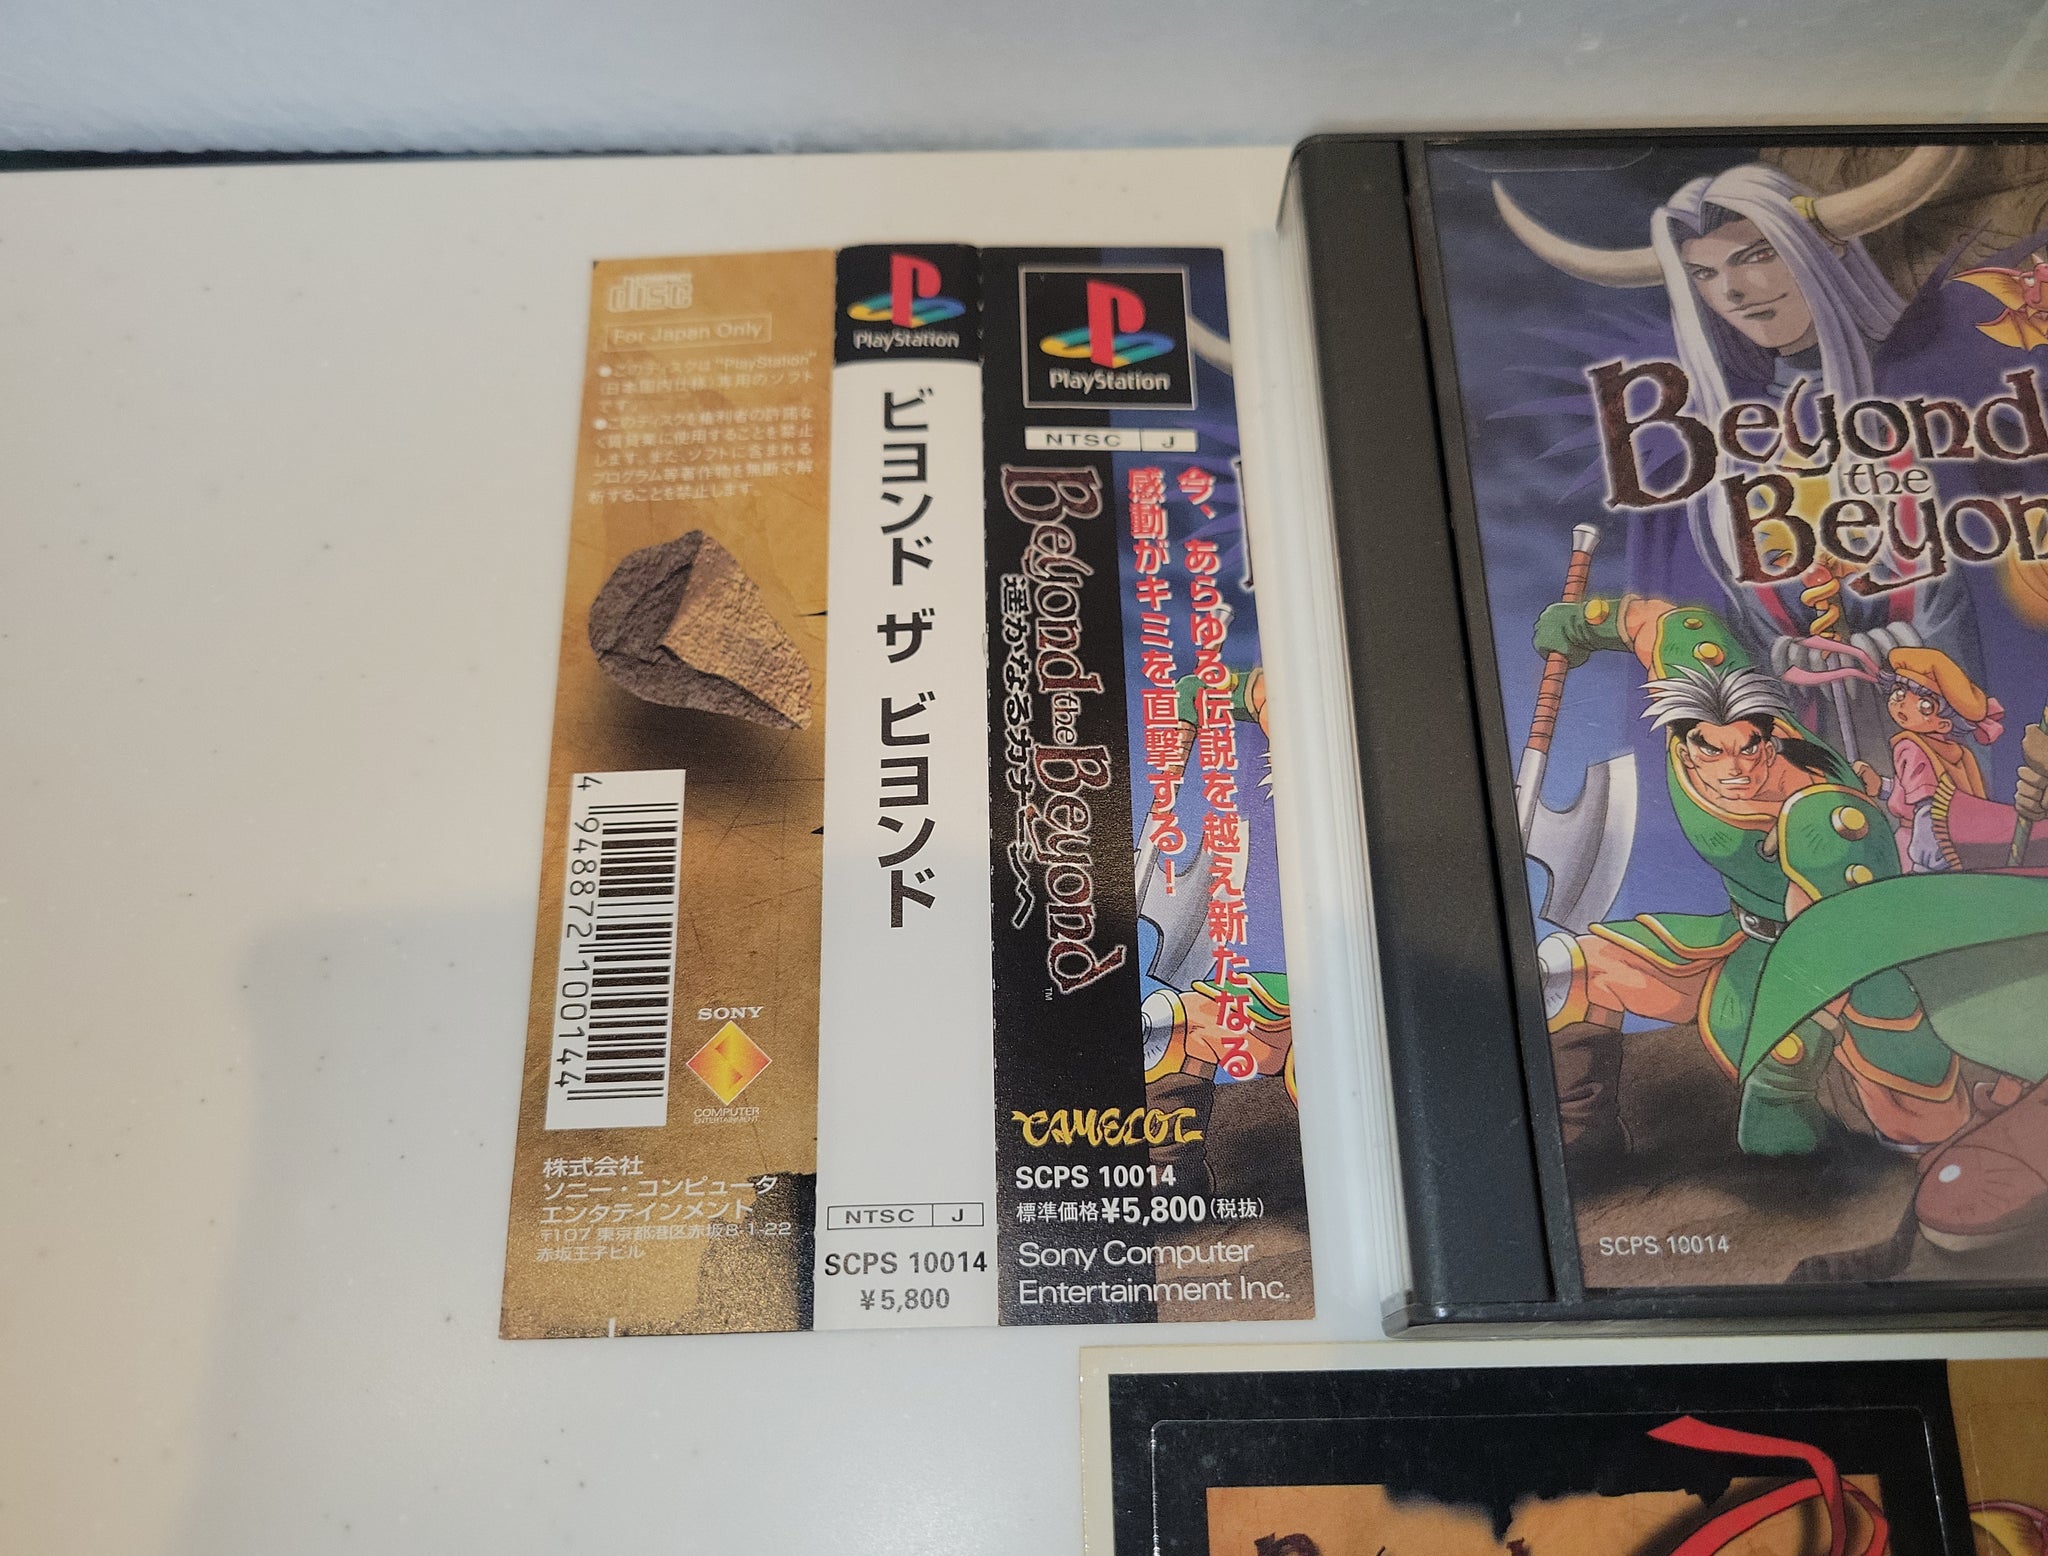 disc
For Japan Only
●このディスクは"PlayStation"
(日本国内仕様)専用のソフト
です。
●このディスクを権利者の許諾な
く賃貸業に使用することを禁止
します。また、ソフトに含まれる
プログラム等著作物を無断で解
析することを禁止します。
4 948872 100144
SONY
COMPUTER
ENTERTAINMENT
株式会社
ソニー・コンピュータ
エンタテインメント
〒107 東京都港区赤坂8-1-22
赤坂王子ビル
PlayStation
ビヨンド ザ ビヨンド
NTSC J
SCPS 10014
¥5,800
PlayStation
NTSC J
今、あらゆる伝説を越え新たなる
感動がキミを直撃する!
Beyond the Beyond
遥かなるカナーンへ
TM
CAMELOT
SCPS 10014
標準価格¥5,800(税抜)
Sony Computer
Entertainment Inc.
Beyond
the
Beyon
SCPS 10014